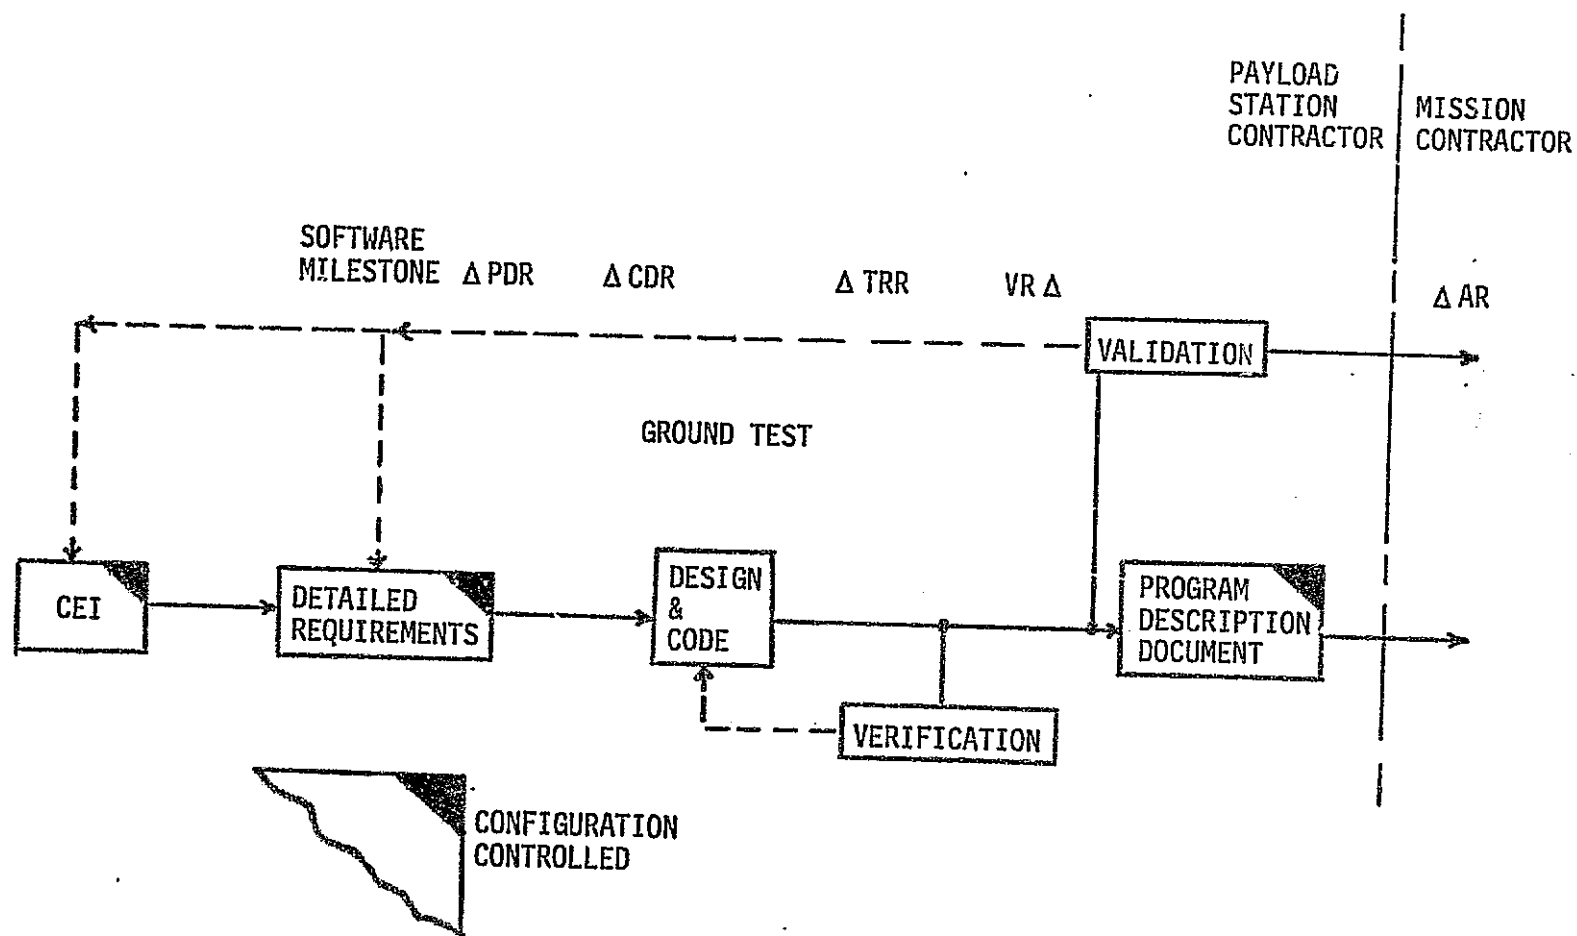 PAYLOAD
STATION
CONTRACTOR
MISSION
CONTRACTOR
SOFTWARE
MILESTONE Δ PDR Δ CDR Δ TRR VR Δ
Δ AR
VALIDATION
GROUND TEST
CEI
DETAILED
REQUIREMENTS
DESIGN
&
CODE
PROGRAM
DESCRIPTION
DOCUMENT
VERIFICATION
CONFIGURATION
CONTROLLED